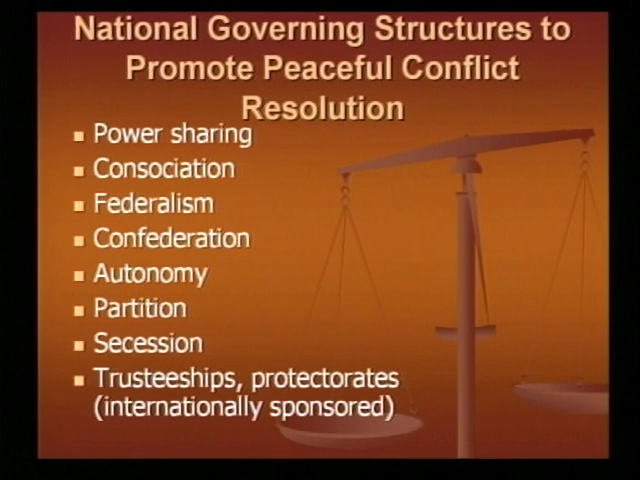 National Governing Structures to
Promote Peaceful Conflict
Resolution
Power sharing
Consociation
Federalism
Confederation
Autonomy
Partition
Secession
Trusteeships, protectorates
(internationally sponsored)